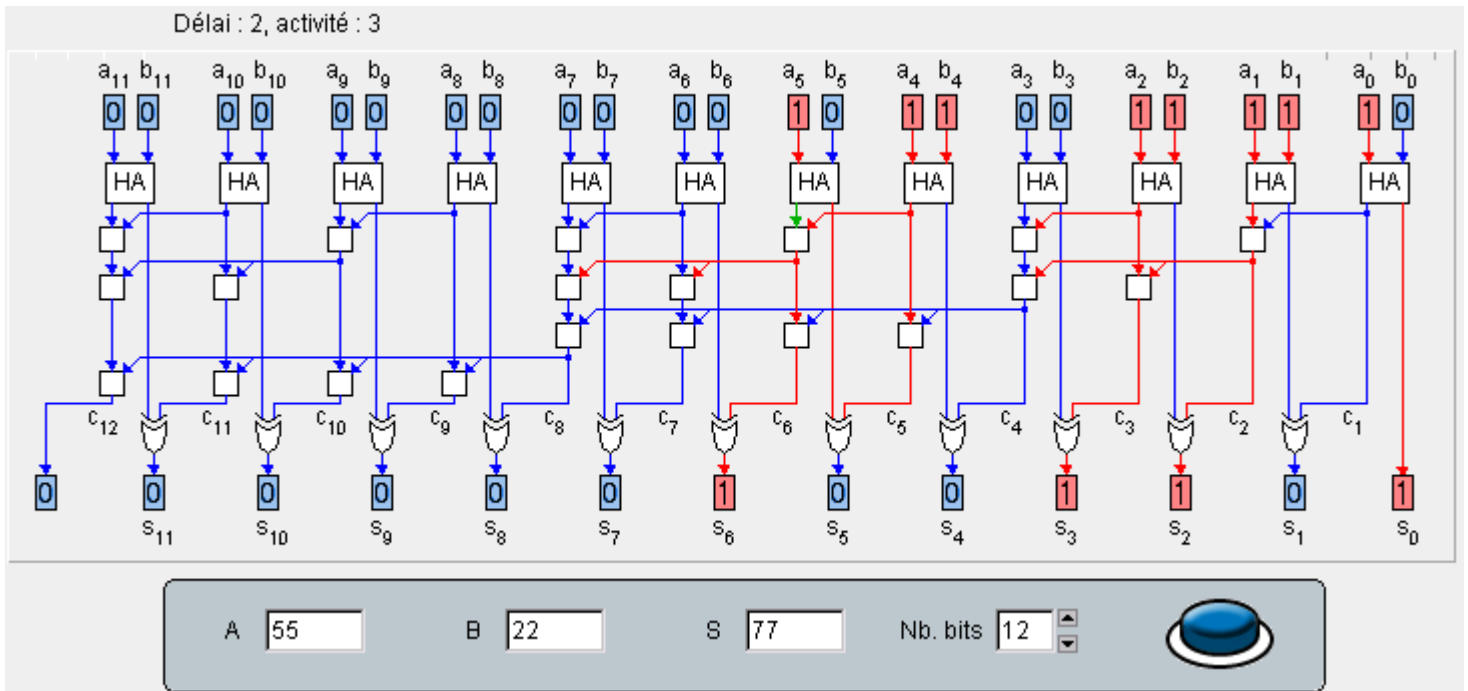 Délai : 2, activité : 3
a11 b11 a10 b10 a9 b9 a8 b8 a7 b7 a6 b6 a5 b5 a4 b4 a3 b3 a2 b2 a1 b1 a0 b0
0 0 0 0 0 0 0 0 0 0 0 0 1 0 1 1 0 0 1 1 1 1 1 0
HA HA HA HA HA HA HA HA HA HA HA HA
c12 c11 c10 c9 c8 c7 c6 c5 c4 c3 c2 c1
0 0 0 0 0 0 1 0 0 1 1 0 1
s11 s10 s9 s8 s7 s6 s5 s4 s3 s2 s1 s0
A 55 B 22 S 77 Nb. bits 12